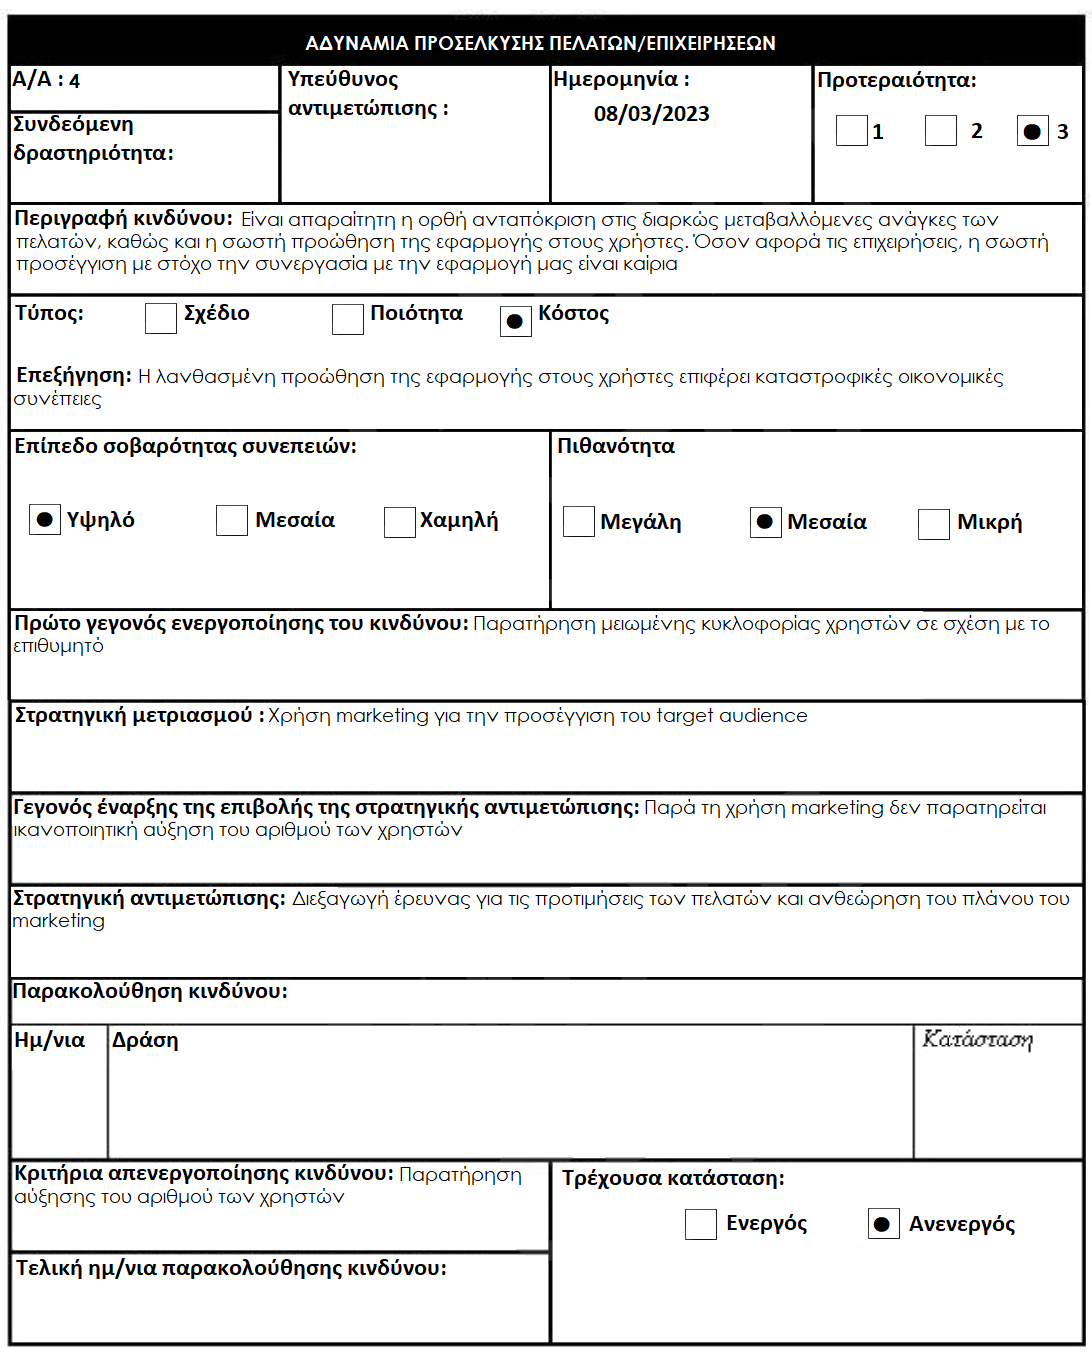 ΑΔΥΝΑΜΙΑ ΠΡΟΣΕΛΚΥΣΗΣ ΠΕΛΑΤΩΝ/ΕΠΙΧΕΙΡΗΣΕΩΝ
Α/Α : 4
Συνδεόμενη
δραστηριότητα:
Υπεύθυνος
αντιμετώπισης :
Ημερομηνία :
08/03/2023
Προτεραιότητα:
1 2 3
Περιγραφή κινδύνου: Είναι απαραίτητη η ορθή ανταπόκριση στις διαρκώς μεταβαλλόμενες ανάγκες των
πελατών, καθώς και η σωστή προώθηση της εφαρμογής στους χρήστες. Όσον αφορά τις επιχειρήσεις, η σωστή
προσέγγιση με στόχο την συνεργασία με την εφαρμογή μας είναι καίρια
Τύπος: Σχέδιο Ποιότητα Κόστος
Επεξήγηση: Η λανθασμένη προώθηση της εφαρμογής στους χρήστες επιφέρει καταστροφικές οικονομικές
συνέπειες
Επίπεδο σοβαρότητας συνεπειών:
Υψηλό Μεσαία Χαμηλή
Πιθανότητα
Μεγάλη Μεσαία Μικρή
Πρώτο γεγονός ενεργοποίησης του κινδύνου: Παρατήρηση μειωμένης κυκλοφορίας χρηστών σε σχέση με το
επιθυμητό
Στρατηγική μετριασμού : Χρήση marketing για την προσέγγιση του target audience
Γεγονός έναρξης της επιβολής της στρατηγικής αντιμετώπισης: Παρά τη χρήση marketing δεν παρατηρείται
ικανοποιητική αύξηση του αριθμού των χρηστών
Στρατηγική αντιμετώπισης: Διεξαγωγή έρευνας για τις προτιμήσεις των πελατών και ανθεώρηση του πλάνου του
marketing
Παρακολούθηση κινδύνου:
Ημ/νια Δράση Κατάσταση
Κριτήρια απενεργοποίησης κινδύνου: Παρατήρηση
αύξησης του αριθμού των χρηστών
Τελική ημ/νια παρακολούθησης κινδύνου:
Τρέχουσα κατάσταση:
Ενεργός Ανενεργός